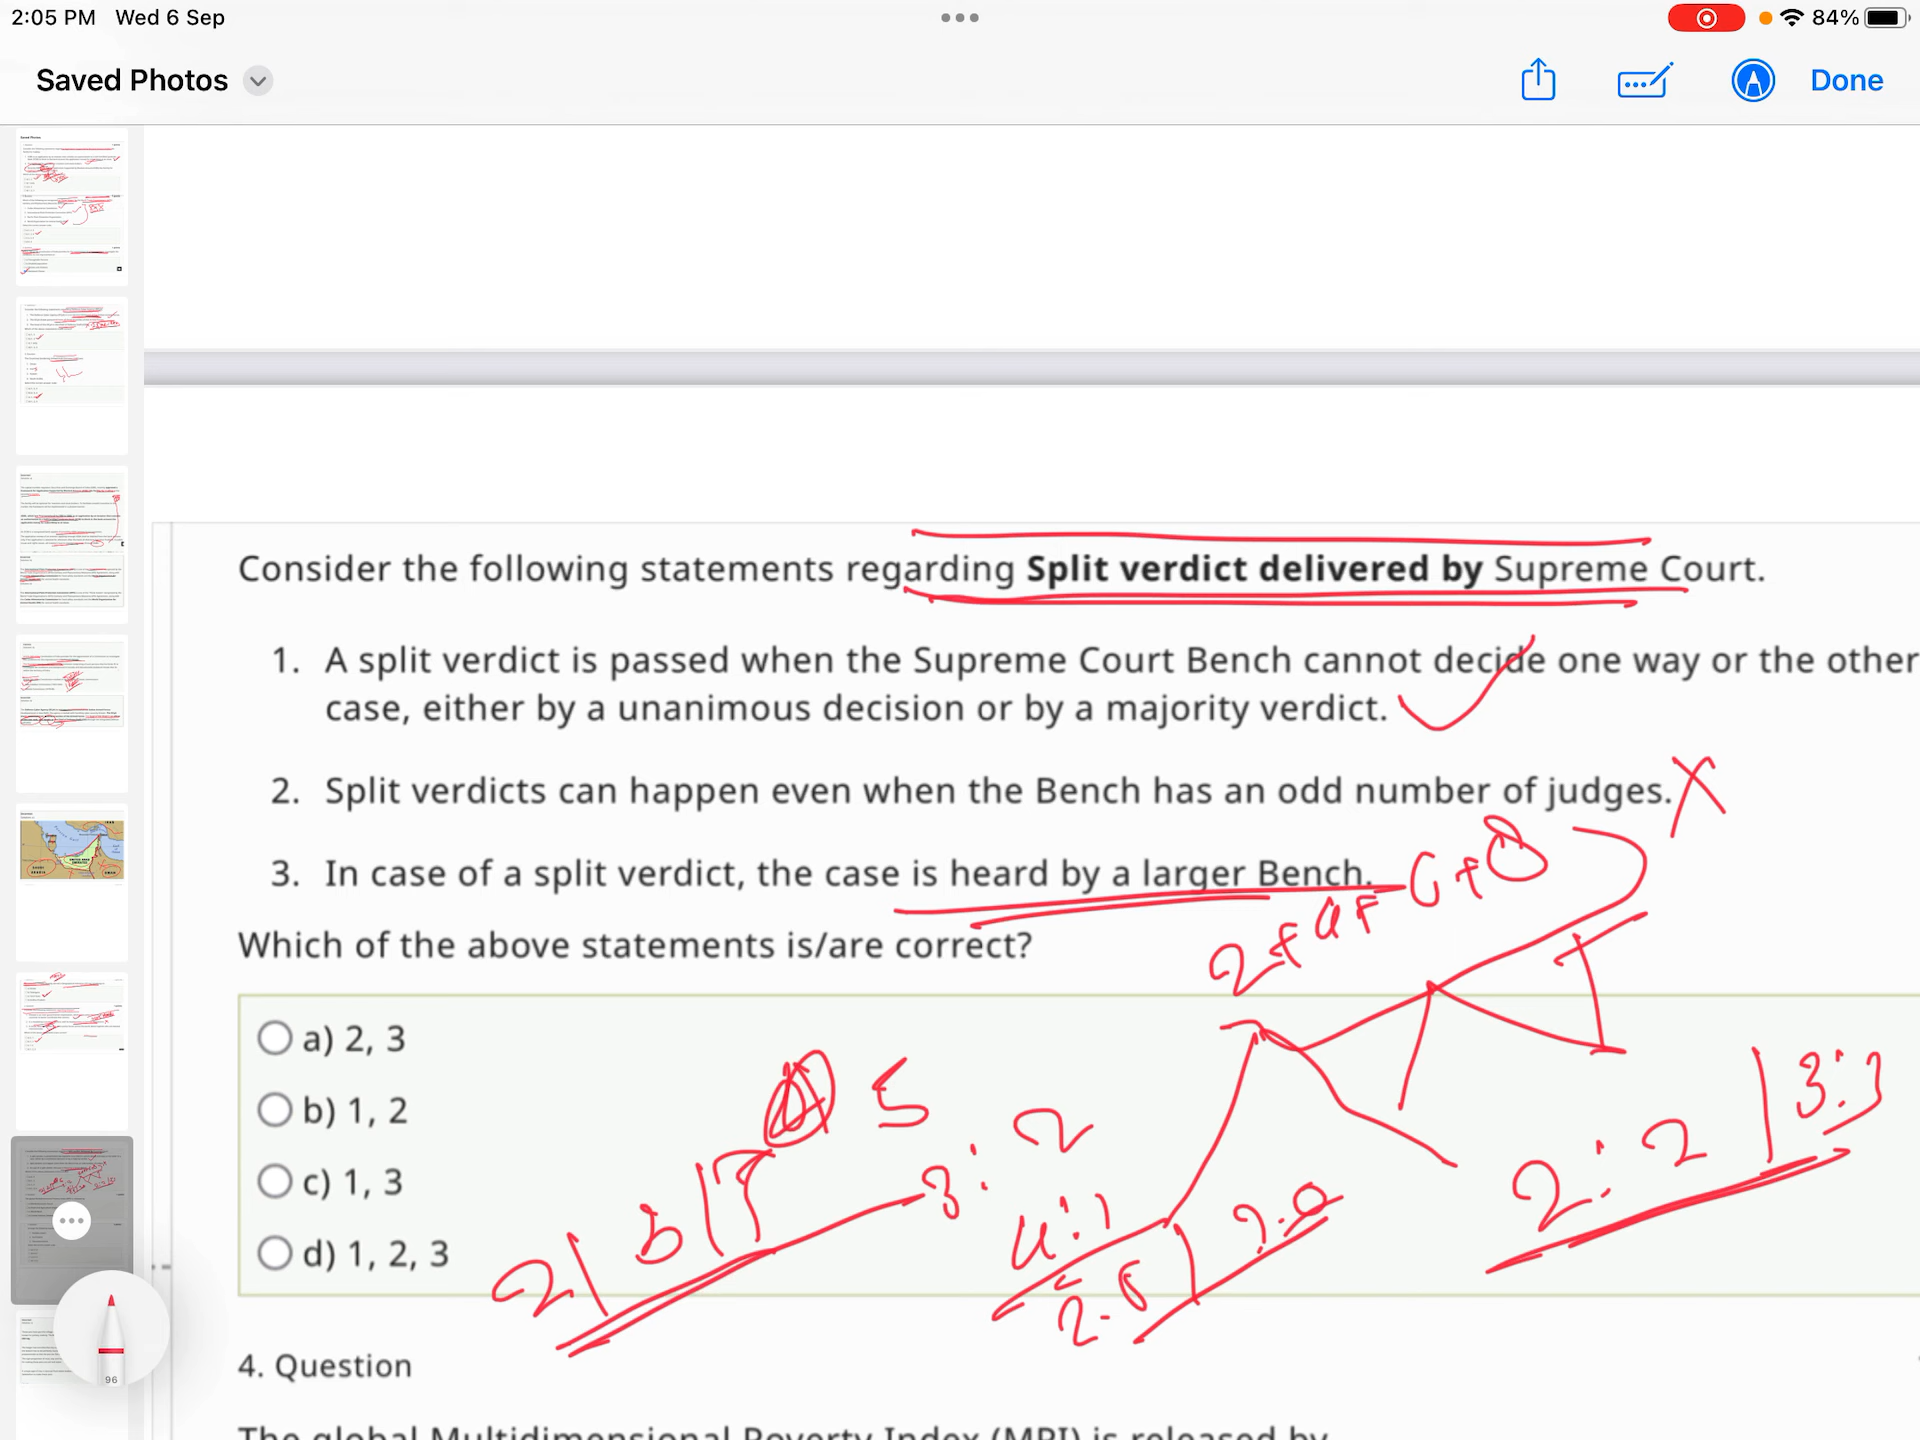 2:05 PM Wed 6 Sep
84%
Saved Photos
Done
Consider the following statements regarding Split verdict delivered by Supreme Court.
1. A split verdict is passed when the Supreme Court Bench cannot decide one way or the other
case, either by a unanimous decision or by a majority verdict.
2. Split verdicts can happen even when the Bench has an odd number of judges.
3. In case of a split verdict, the case is heard by a larger Bench.
Which of the above statements is/are correct?
a) 2, 3
b) 1, 2
c) 1, 3
d) 1, 2, 3
5
3:2
4:1
2:2
3:3
4. Question
The global Multidimensional Poverty Index (MPI) is released by
96